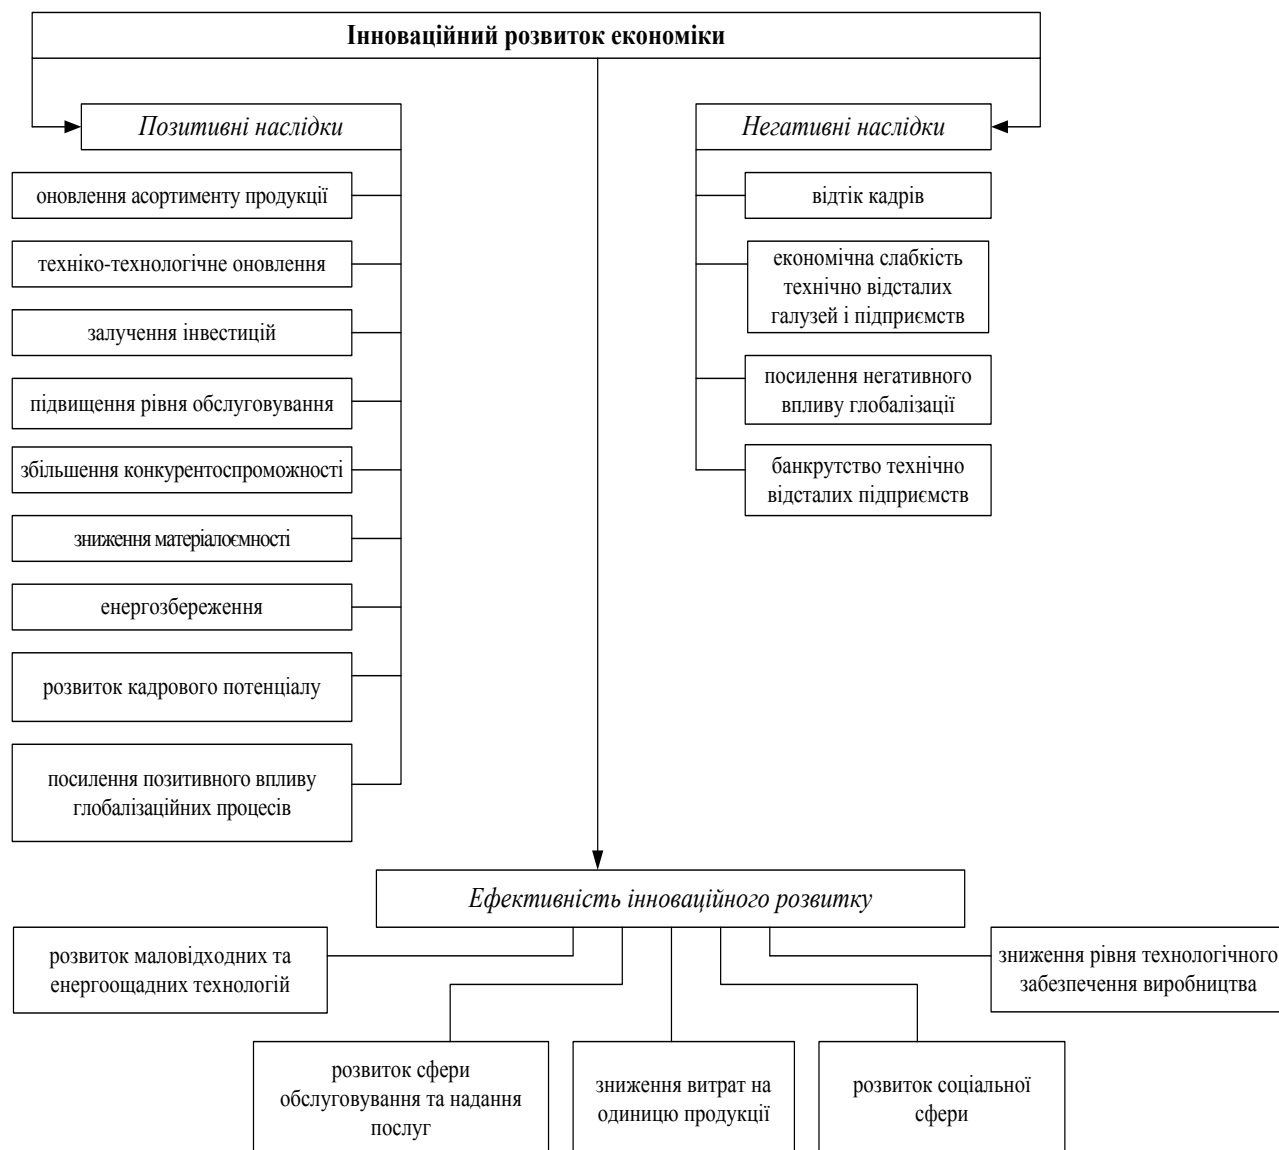 Інноваційний розвиток економіки
Позитивні наслідки
оновлення асортименту продукції
техніко-технологічне оновлення
залучення інвестицій
підвищення рівня обслуговування
збільшення конкурентоспроможності
зниження матеріалоємності
енергозбереження
розвиток кадрового потенціалу
посилення позитивного впливу
глобалізаційних процесів
Негативні наслідки
відтік кадрів
економічна слабкість
технічно відсталих
галузей і підприємств
посилення негативного
впливу глобалізації
банкрутство технічно
відсталих підприємств
Ефективність інноваційного розвитку
розвиток маловідходних та
енергоощадних технологій
розвиток сфери
обслуговування та надання
послуг
зниження витрат на
одиницю продукції
розвиток соціальної
сфери
зниження рівня технологічного
забезпечення виробництва